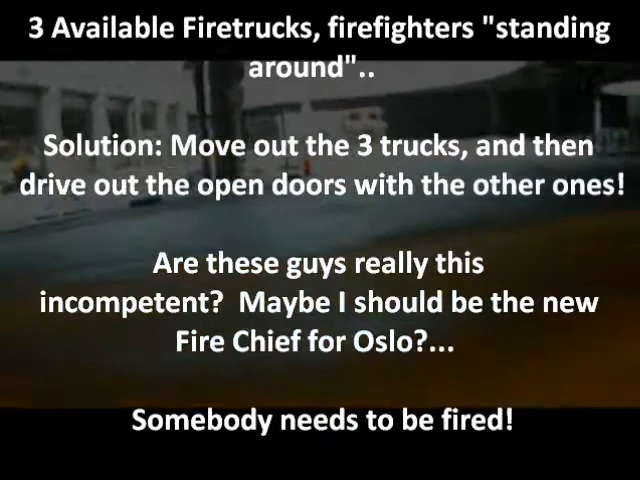 3 Available Firetrucks, firefighters "standing
around"..
Solution: Move out the 3 trucks, and then
drive out the open doors with the other ones!
Are these guys really this
incompetent? Maybe I should be the new
Fire Chief for Oslo?...
Somebody needs to be fired!